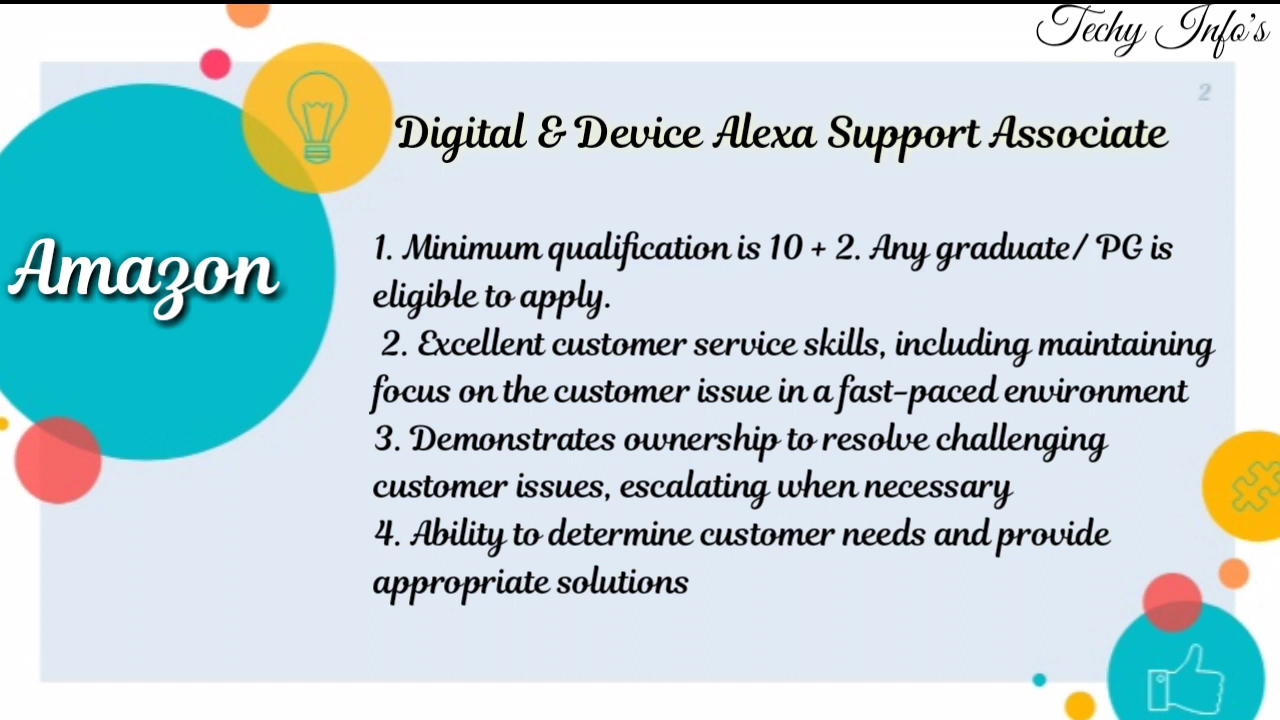 Techy Info's
2
Digital & Device Alexa Support Associate
Amazon
1. Minimum qualification is 10 + 2. Any graduate/ PG is
eligible to apply.
2. Excellent customer service skills, including maintaining
focus on the customer issue in a fast-paced environment
3. Demonstrates ownership to resolve challenging
customer issues, escalating when necessary
4. Ability to determine customer needs and provide
appropriate solutions